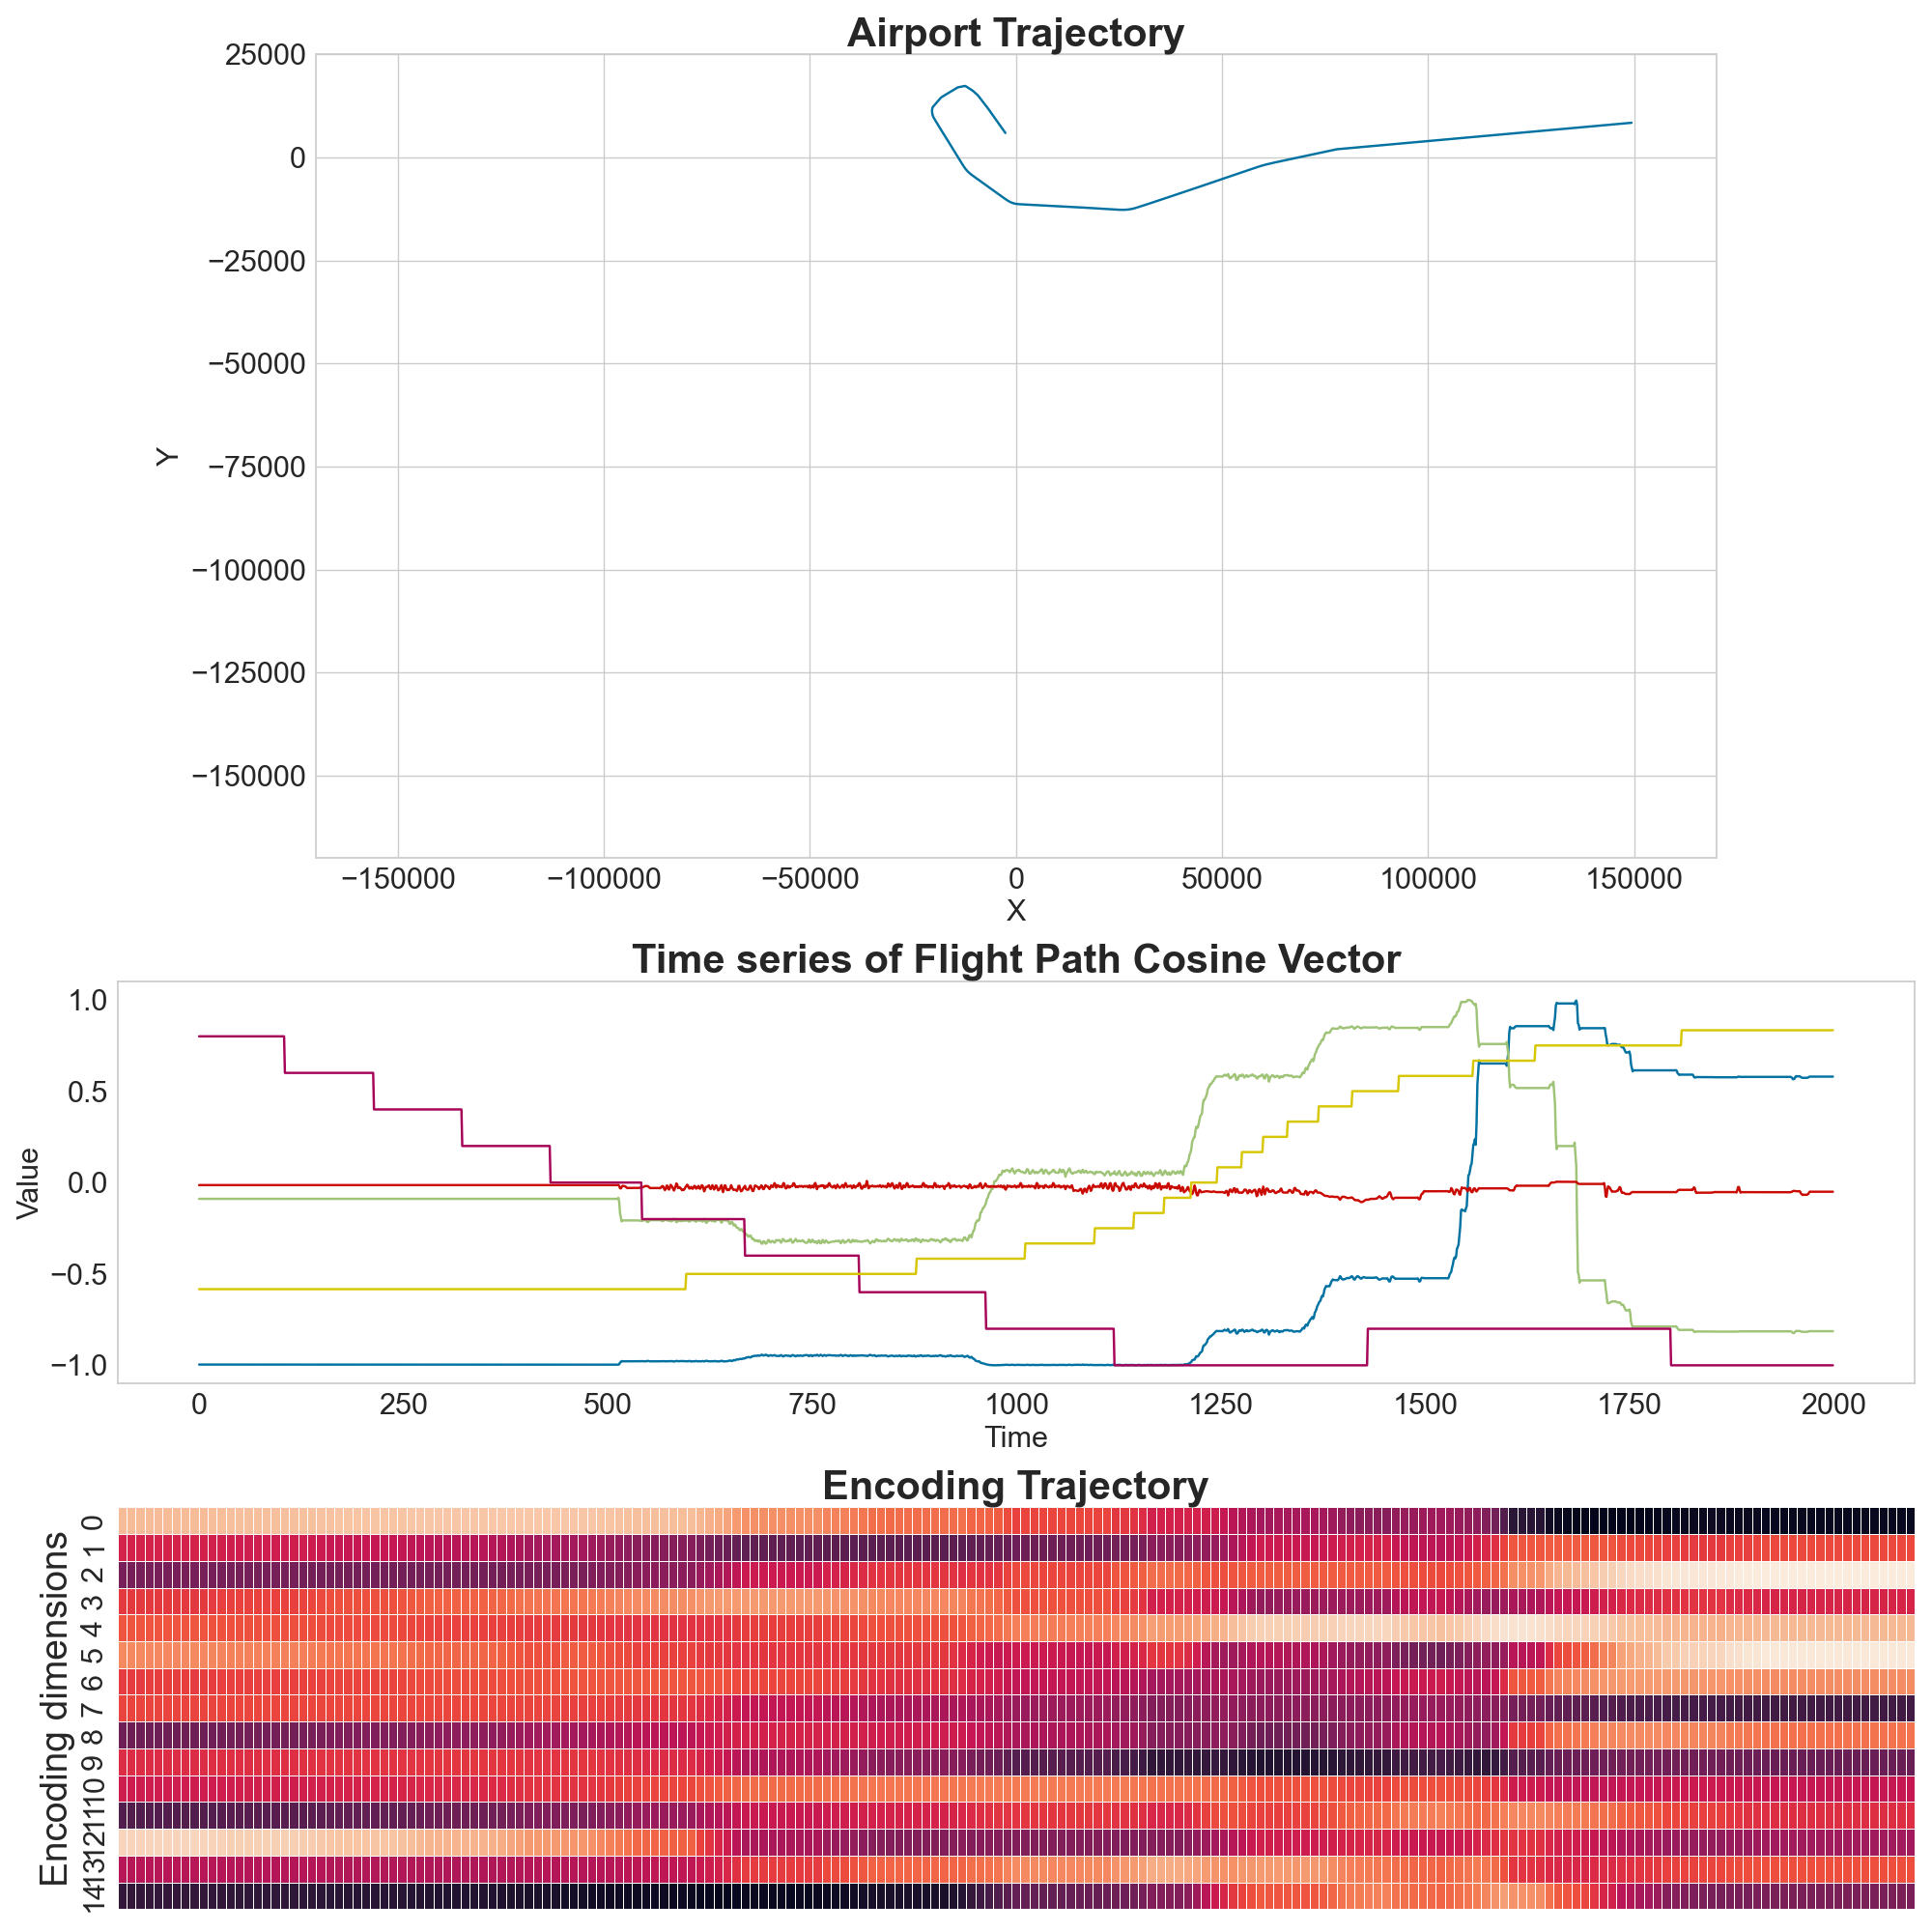 Airport Trajectory
25000
0
−25000
−50000
−75000
−100000
−125000
−150000
Y
−150000 −100000 −50000 0 50000 100000 150000
X
Time series of Flight Path Cosine Vector
1.0
0.5
0.0
−0.5
−1.0
Value
0 250 500 750 1000 1250 1500 1750 2000
Time
Encoding Trajectory
Encoding dimensions
0
1
2
3
4
5
6
7
8
9
10
11
12
13
14